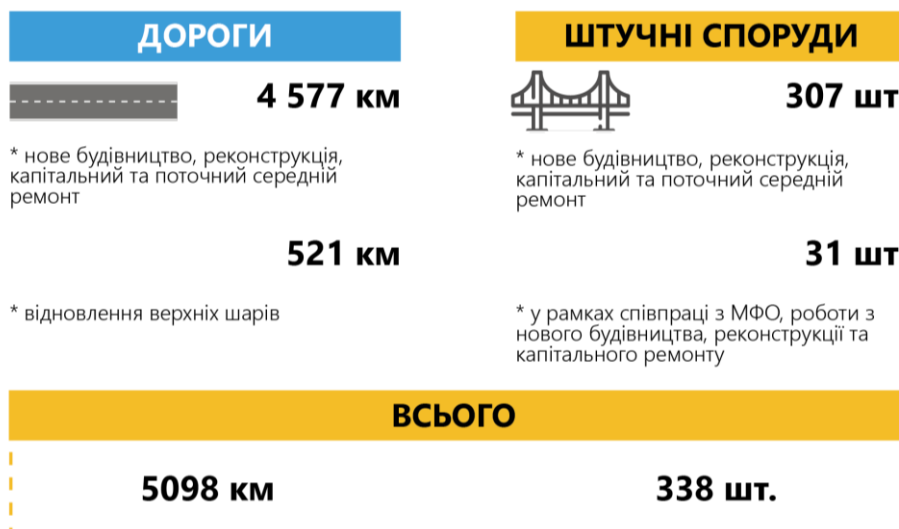 ДОРОГИ
4 577 км
* нове будівництво, реконструкція,
капітальний та поточний середній
ремонт
521 км
* відновлення верхніх шарів
ШТУЧНІ СПОРУДИ
307 шт
* нове будівництво, реконструкція,
капітальний та поточний середній
ремонт
31 шт
* у рамках співпраці з МФО, роботи з
нового будівництва, реконструкції та
капітального ремонту
ВСЬОГО
5098 км
338 шт.